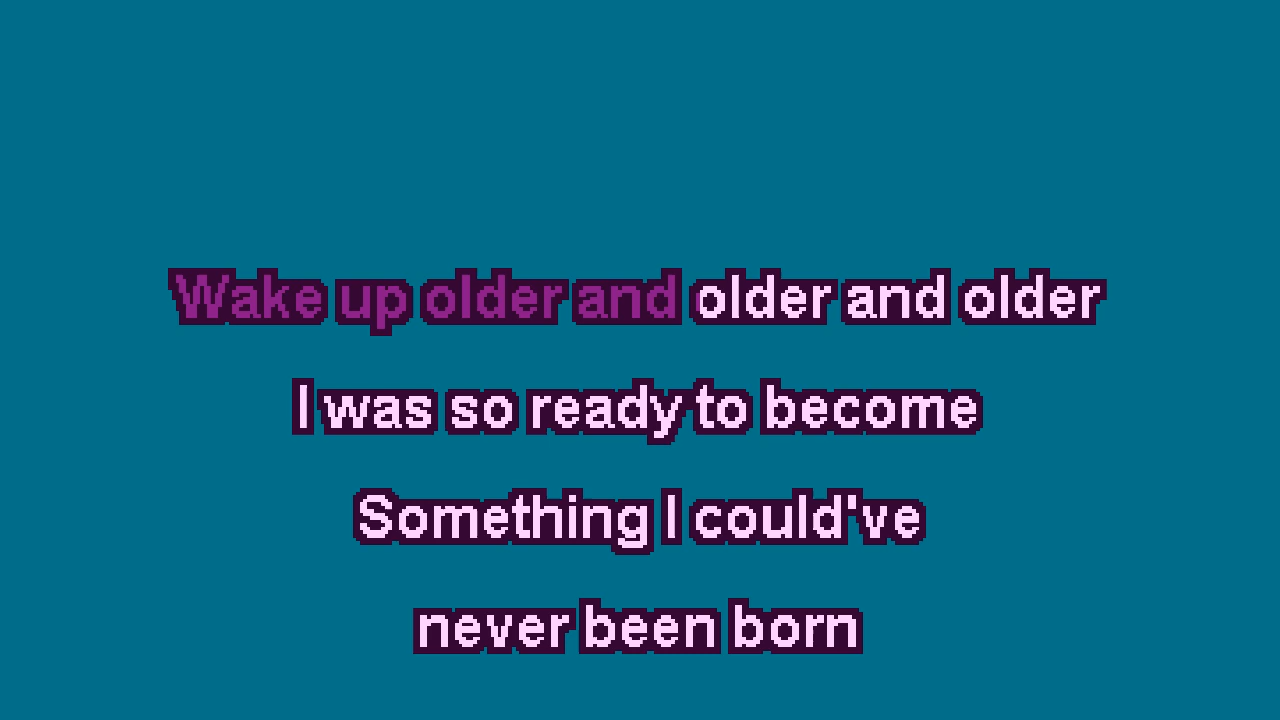 Wake up older and older and older
I was so ready to become
Something I could've
never been born